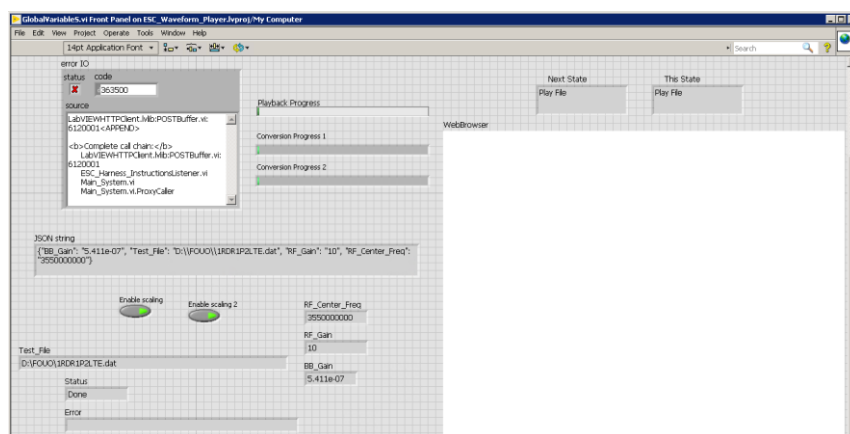 GlobalVariableS.vi Front Panel on ESC_Waveform_Player.lvproj/My Computer
File Edit View Project Operate Tools Window Help
14pt Application Font
Search
error IO
status code
363500
source
LabVIEWHTTPClient.lvlib:POSTBuffer.vi:
6120001<APPEND>
<b>Complete call chain:</b>
LabVIEWHTTPClient.lvlib:POSTBuffer.vi:
6120001
ESC_Harness_InstructionsListener.vi
Main_System.vi
Main_System.vi.ProxyCaller
Playback Progress
Conversion Progress 1
Conversion Progress 2
Next State
Play File
This State
Play File
WebBrowser
JSON string
{"BB_Gain": "5.411e-07", "Test_File": "D:\\FOUO\\1RDR1P2LTE.dat", "RF_Gain": "10", "RF_Center_Freq":
"3550000000"}
Enable scaling
Enable scaling 2
RF_Center_Freq
3550000000
RF_Gain
10
BB_Gain
5.411e-07
Test_File
D:\FOUO\1RDR1P2LTE.dat
Status
Done
Error